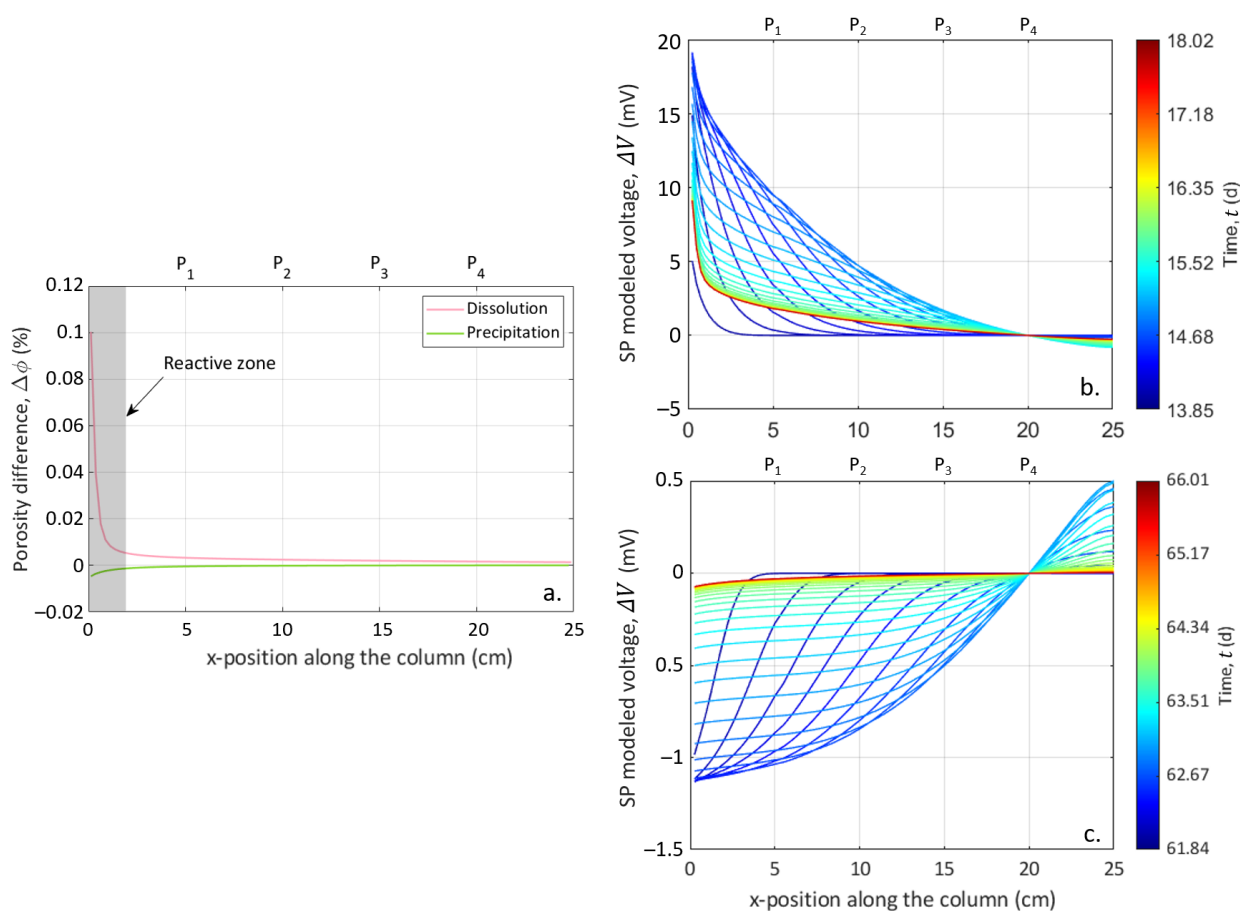 P1 P2 P3 P4
0.12
0.1
0.08
0.06
0.04
0.02
0
−0.02
Porosity difference, Δϕ (%)
Dissolution
Precipitation
Reactive zone
a.
0 5 10 15 20 25
x-position along the column (cm)
P1 P2 P3 P4
20
15
10
5
0
−5
SP modeled voltage, ΔV (mV)
b.
0 5 10 15 20 25
18.02
17.18
16.35
15.52
14.68
13.85
Time, t (d)
P1 P2 P3 P4
0.5
0
0.5
−1
−1.5
SP modeled voltage, ΔV (mV)
c.
0 5 10 15 20 25
x-position along the column (cm)
66.01
65.17
64.34
63.51
62.67
61.84
Time, t (d)